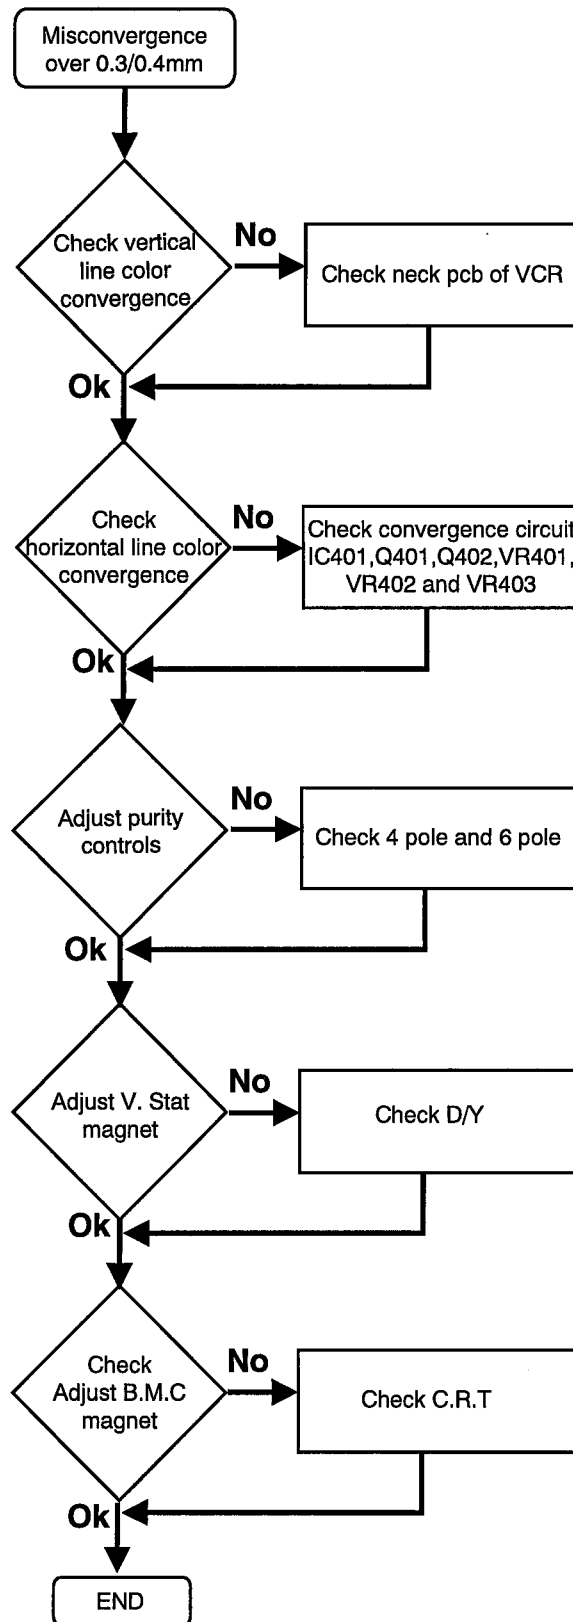 Misconvergence
over 0.3/0.4mm
Check vertical
line color
convergence
No
Check neck pcb of VCR
Ok
Check
horizontal line color
convergence
No
Check convergence circuit
IC401,Q401,Q402,VR401,
VR402 and VR403
Ok
Adjust purity
controls
No
Check 4 pole and 6 pole
Ok
Adjust V. Stat
magnet
No
Check D/Y
Ok
Check
Adjust B.M.C
magnet
No
Check C.R.T
Ok
END